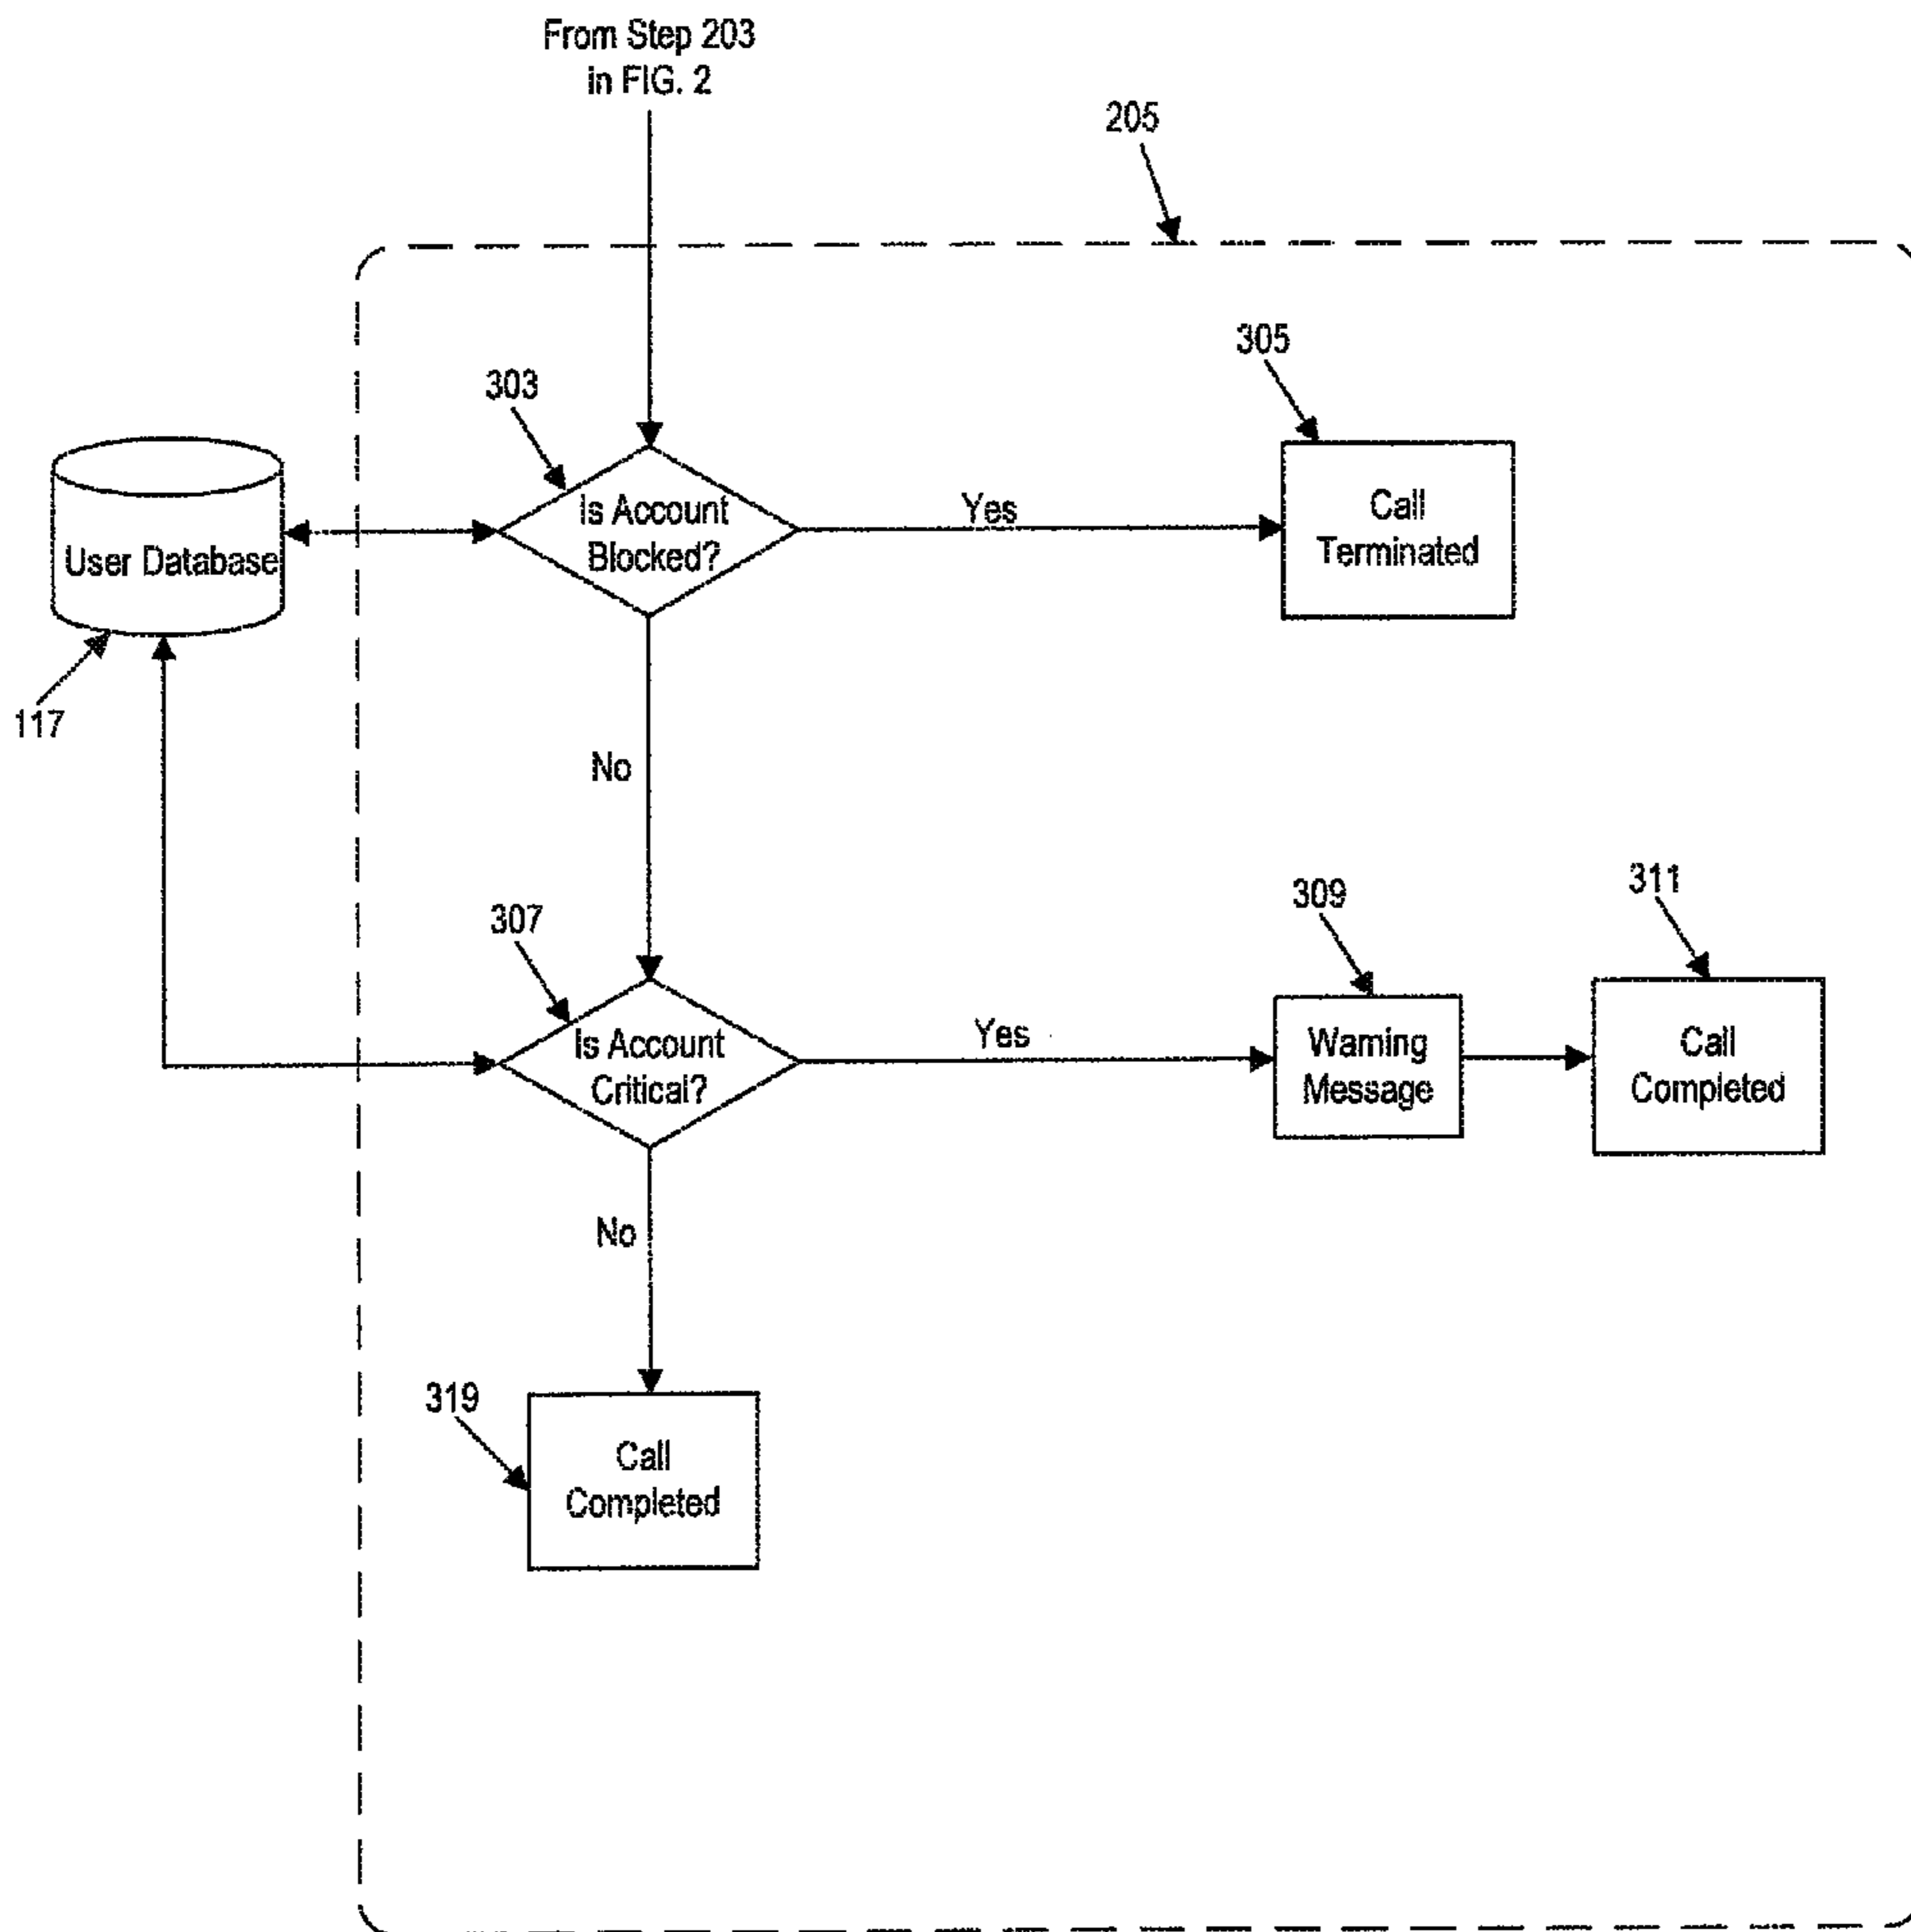 From Step 203
in FIG. 2
205
305
303
Is Account
Blocked?
Yes
Call
Terminated
User Database
117
No
307
309
311
Is Account
Critical?
Yes
Warning
Message
Call
Completed
No
319
Call
Completed